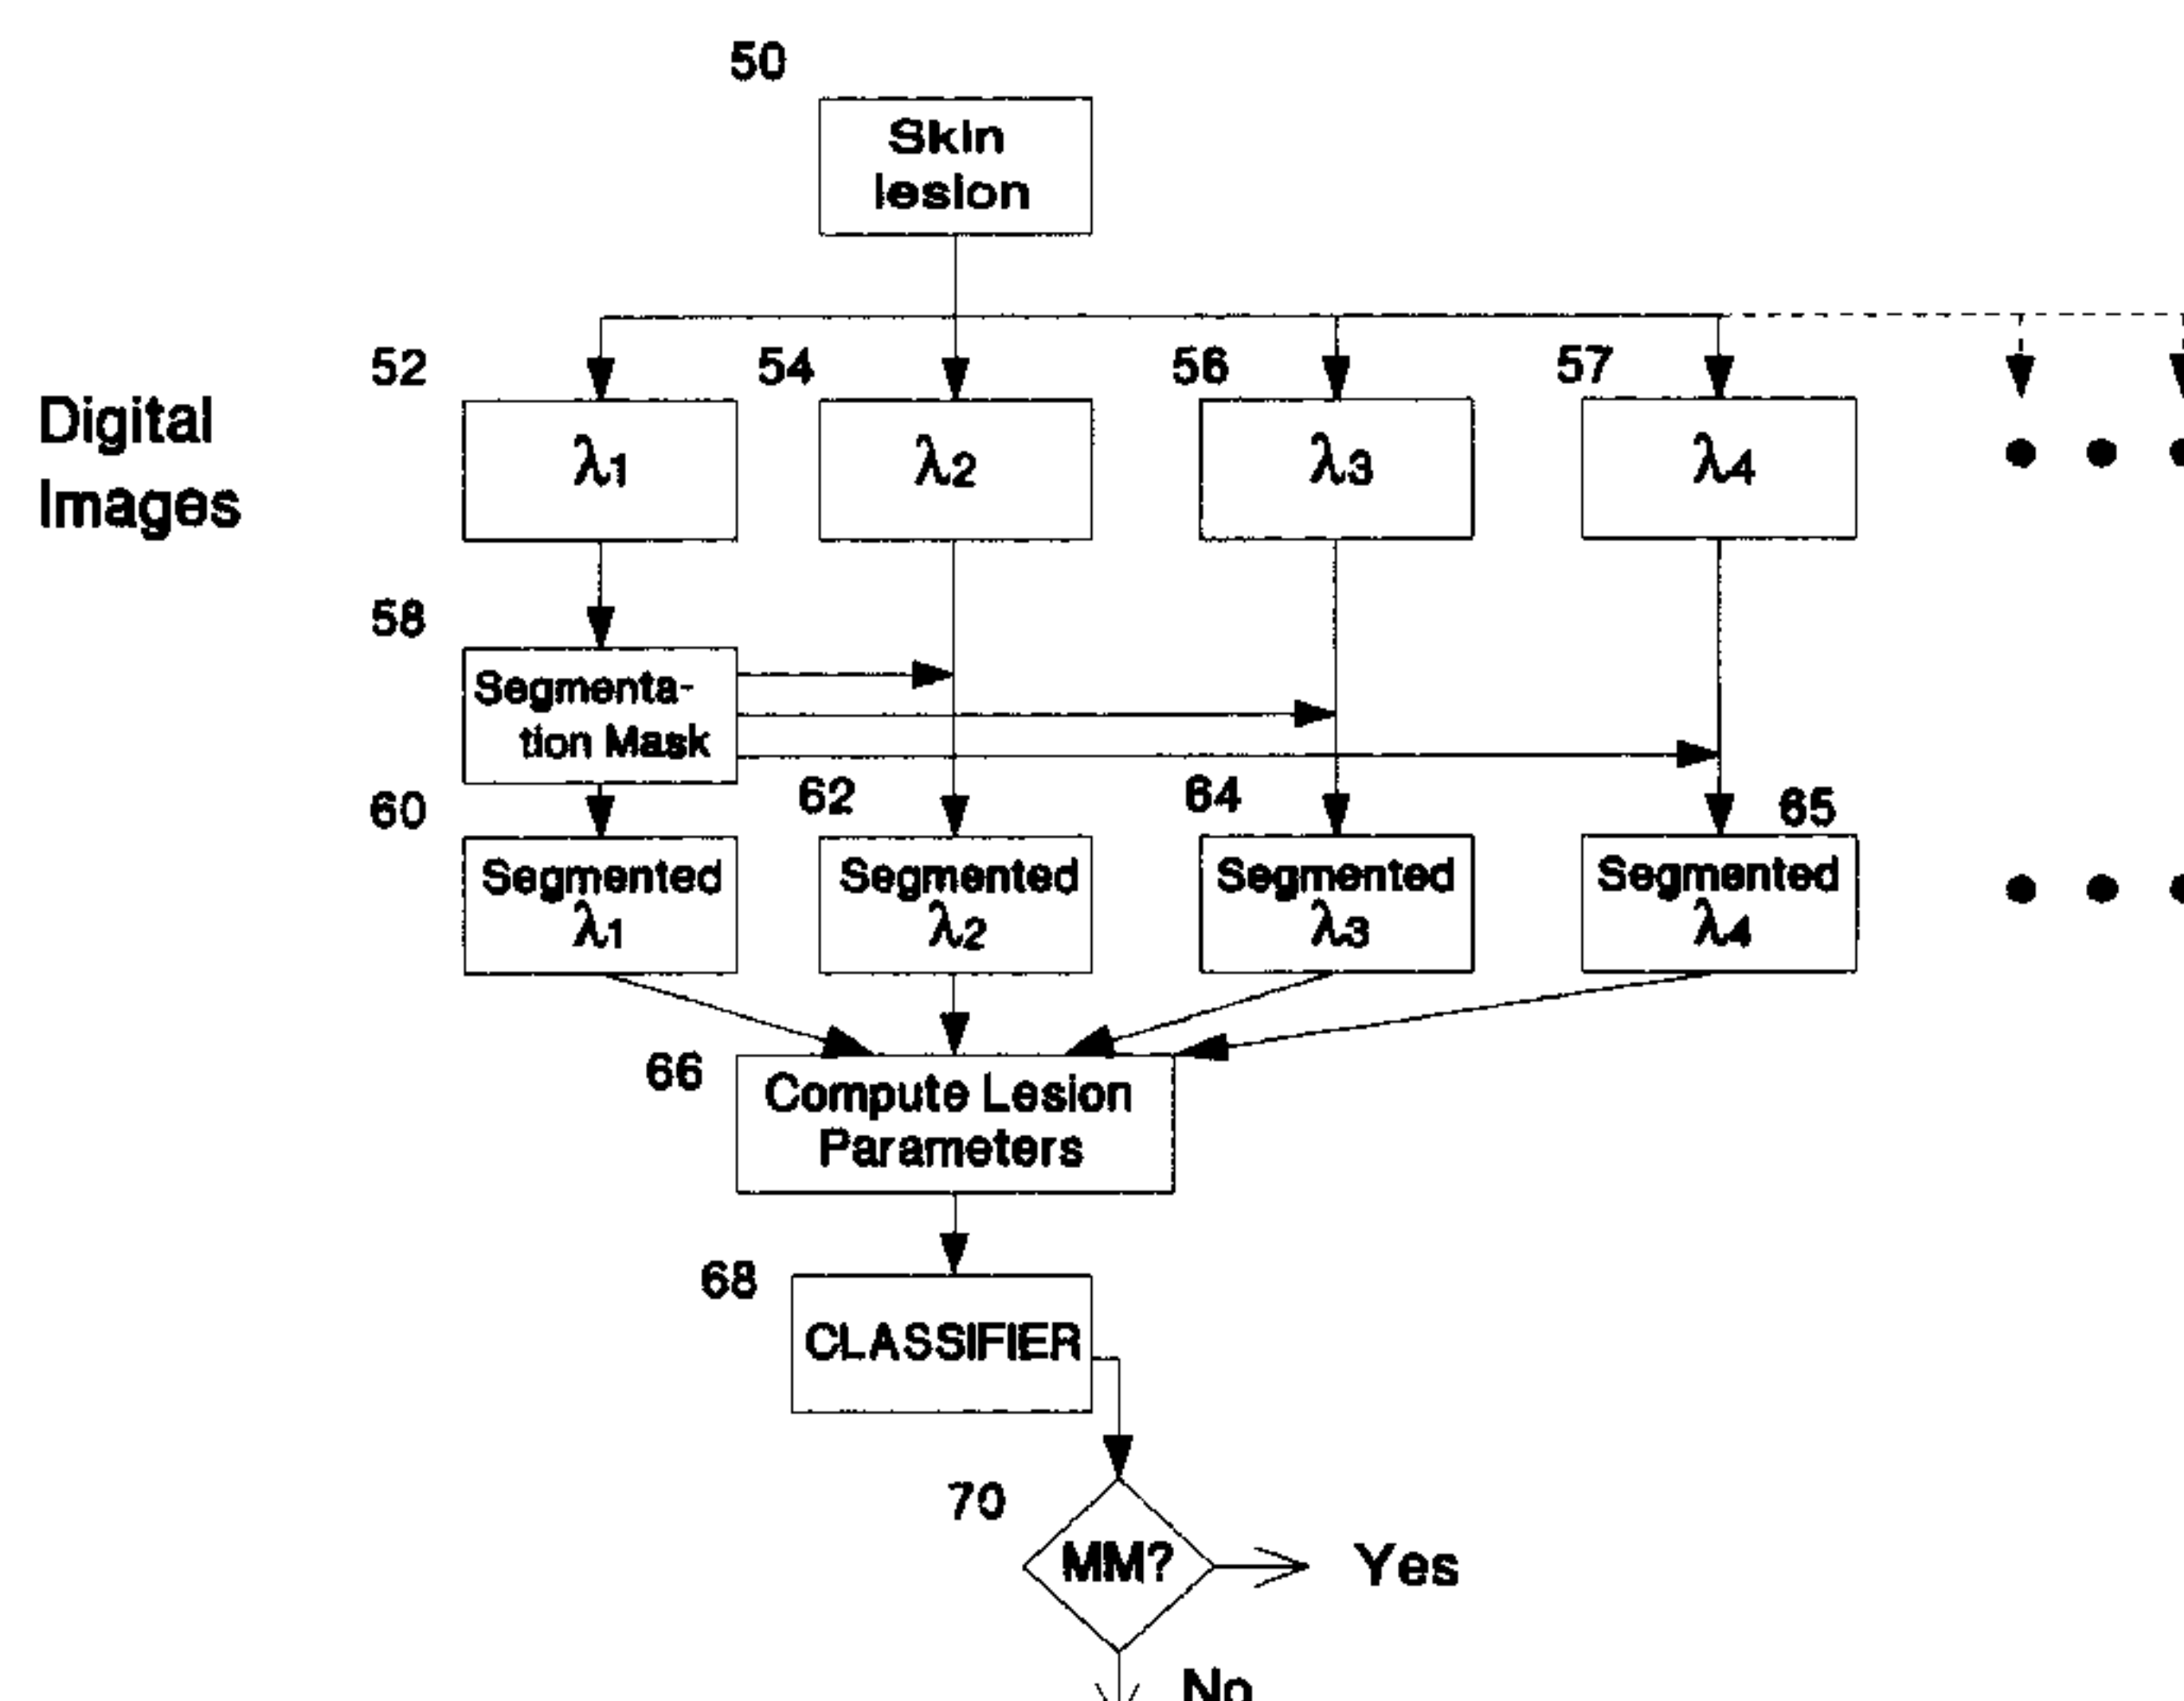 50
Skin
lesion
52
54
56
57
Digital
Images
λ1
λ2
λ3
λ4
58
Segmenta-
tion Mask
60
62
64
65
Segmented
λ1
Segmented
λ2
Segmented
λ3
Segmented
λ4
66
Compute Lesion
Parameters
68
CLASSIFIER
70
MM?
Yes
No